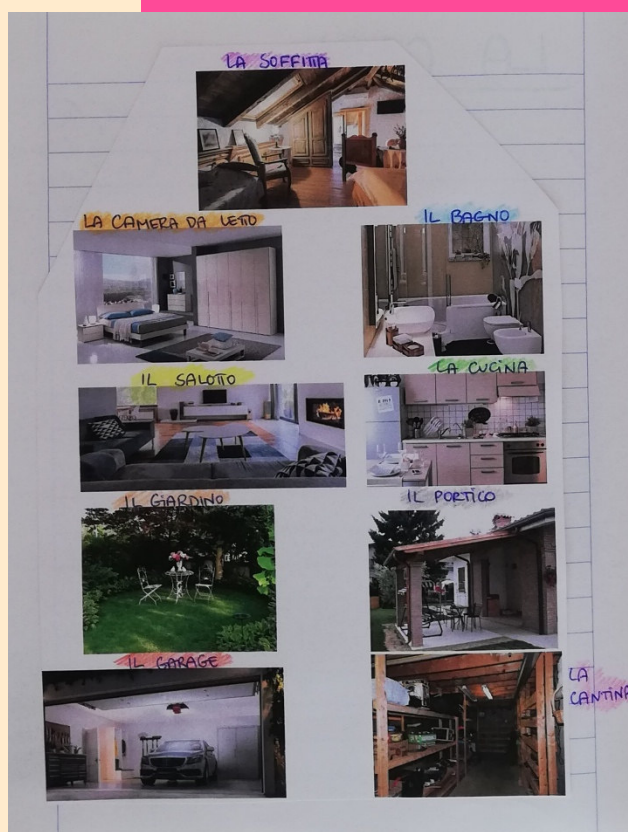 LA SOFFITTA
LA CAMERA DA LETTO
IL BAGNO
IL SALOTTO
LA CUCINA
IL GIARDINO
IL PORTICO
IL GARAGE
LA
CANTINA